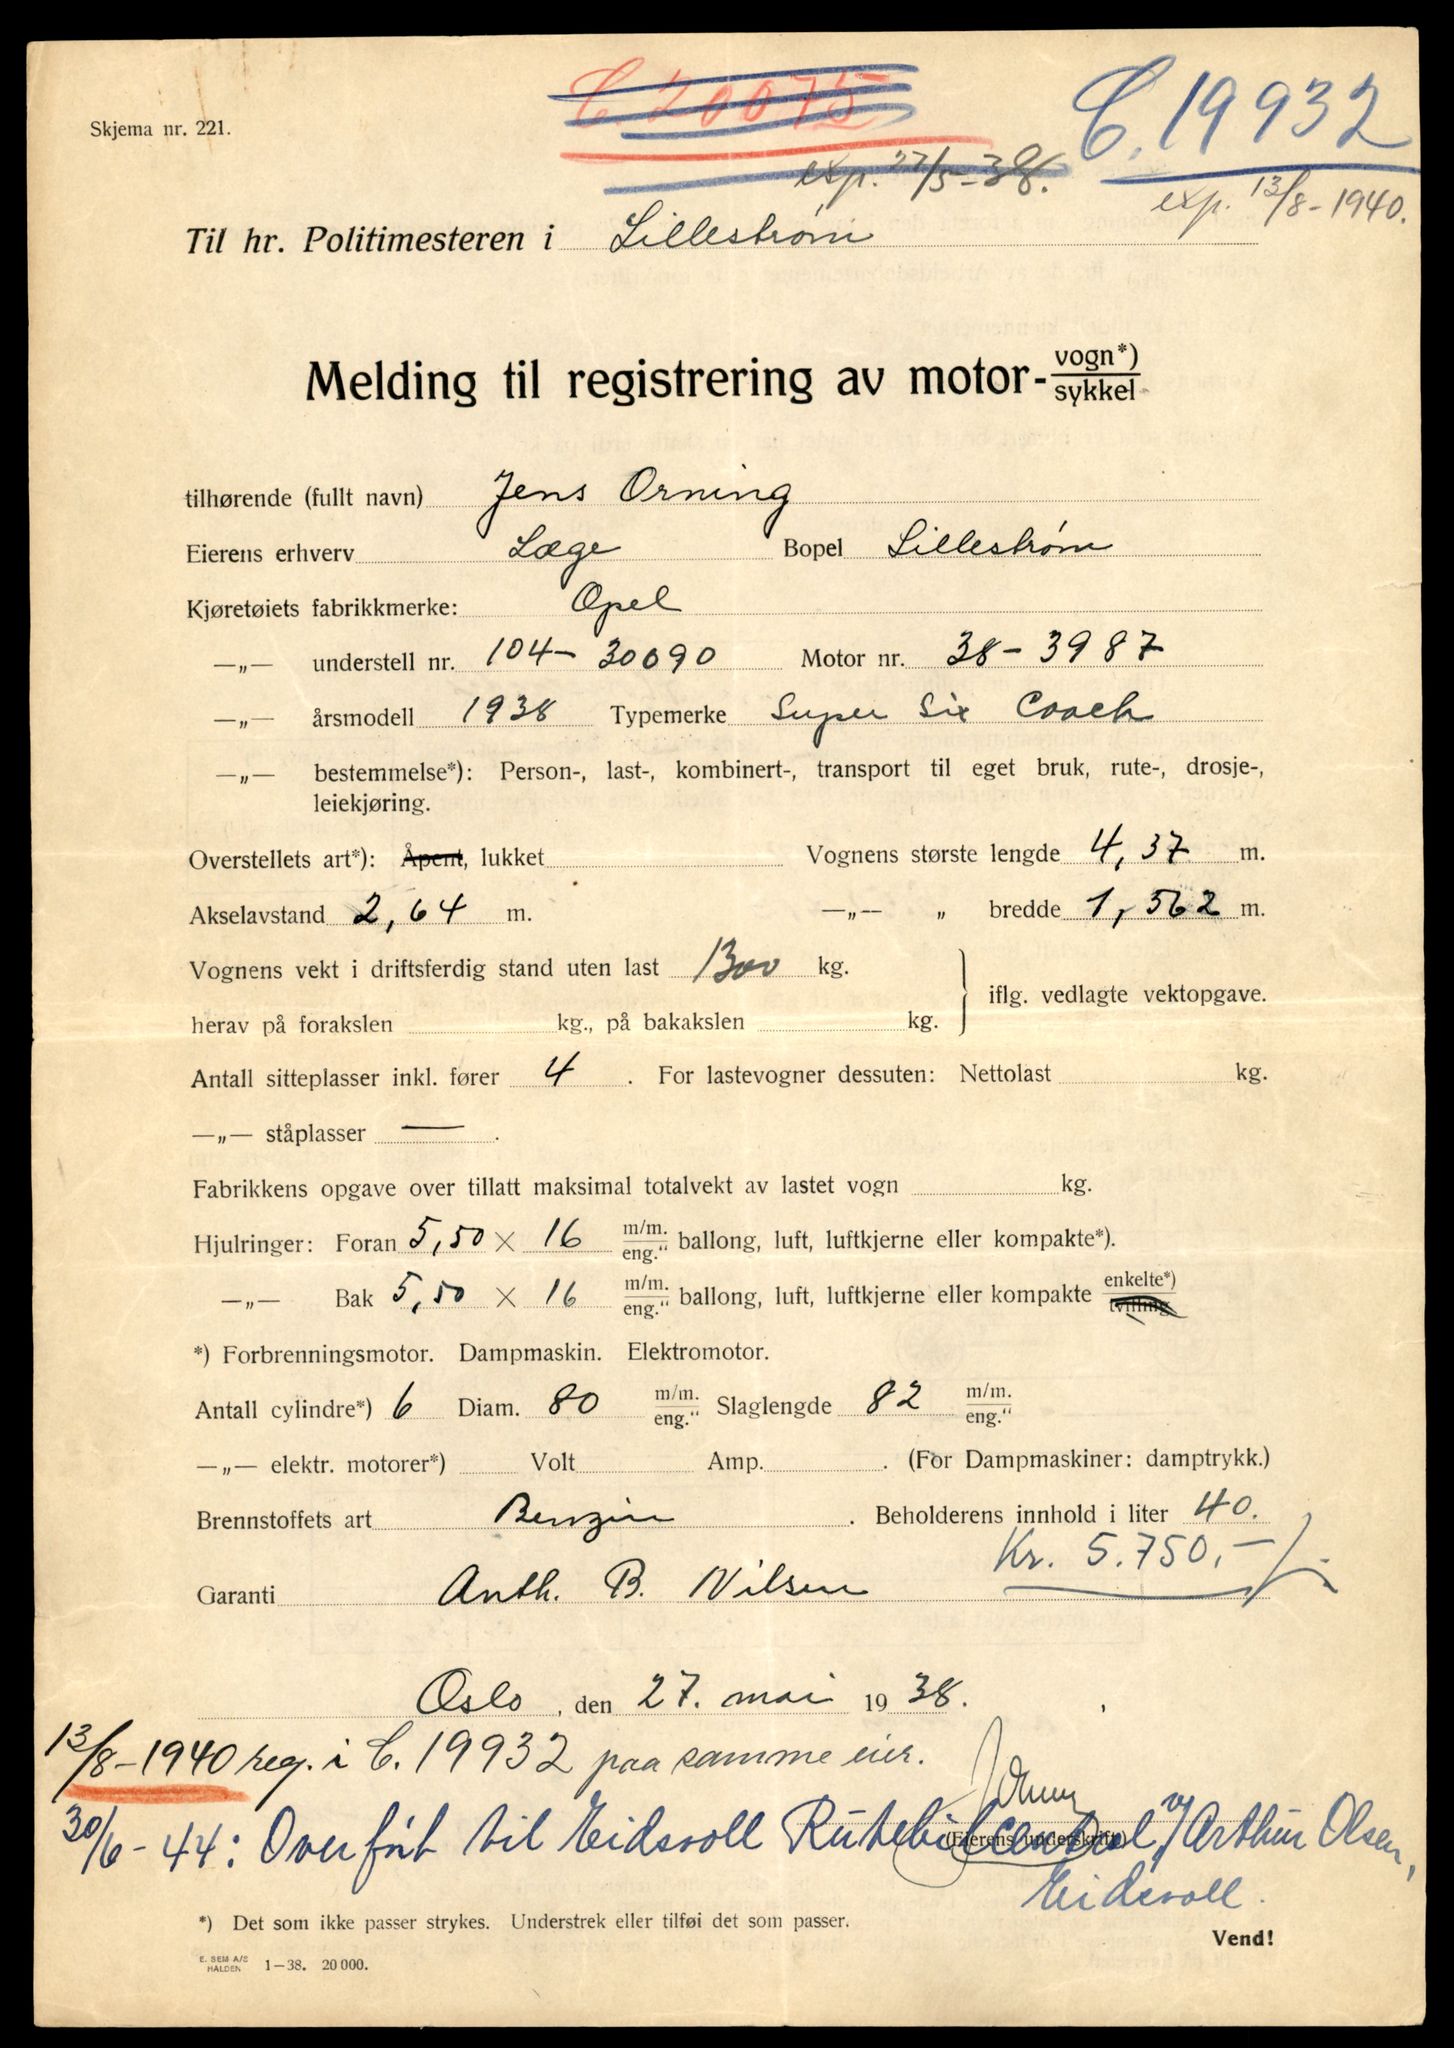 Skjema nr. 221.
C. 20075
C. 19932
exp. 27/5-38.
exp. 13/8-1940.
Til hr. Politimesteren i Lillestrøm
Melding til registrering av motor-vogn*)/sykkel
tilhørende (fullt navn) Jens Orning
Eierens erhverv Læge Bopel Lillestrøm
Kjøretøiets fabrikkmerke: Opel
—„— understell nr. 104-30090 Motor nr. 38-3987
—„— årsmodell 1938 Typemerke Super Six Coach
—„— bestemmelse*): Person-, last-, kombinert-, transport til eget bruk, rute-, drosje-,
leiekjøring.
Overstellets art*): Åpent, lukket Vognens største lengde 4,37 m.
Akselavstand 2,64 m. —„— „ bredde 1,562 m.
Vognens vekt i driftsferdig stand uten last 1300 kg.
iflg. vedlagte vektopgave.
herav på forakslen kg., på bakakslen kg.
Antall sitteplasser inkl. fører 4. For lastevogner dessuten: Nettolast kg.
—„— ståplasser —.
Fabrikkens opgave over tillatt maksimal totalvekt av lastet vogn kg.
Hjulringer: Foran 5,50 × 16 m/m./eng.“ ballong, luft, luftkjerne eller kompakte*).
—„— Bak 5,50 × 16 m/m./eng.“ ballong, luft, luftkjerne eller kompakte enkelte*)/tvilling
*) Forbrenningsmotor. Dampmaskin. Elektromotor.
Antall cylindre*) 6 Diam. 80 m/m./eng.“ Slaglengde 82 m/m./eng.“
—„— elektr. motorer*) Volt Amp. . (For Dampmaskiner: damptrykk.)
Brennstoffets art Benzin. Beholderens innhold i liter 40.
Kr. 5.750,-
Garanti Anth. B. Nilsen
Oslo, den 27. mai 1938.
13/8-1940 reg. i C. 19932 paa samme eier.
(Eierens underskrift)
30/6-44: Overført til Eidsvoll Rutebilcentral v/ Arthur Olsen,
Eidsvoll.
*) Det som ikke passer strykes. Understrek eller tilføi det som passer.
Vend!
E. SEM A/S
HALDEN 1—38. 20 000.